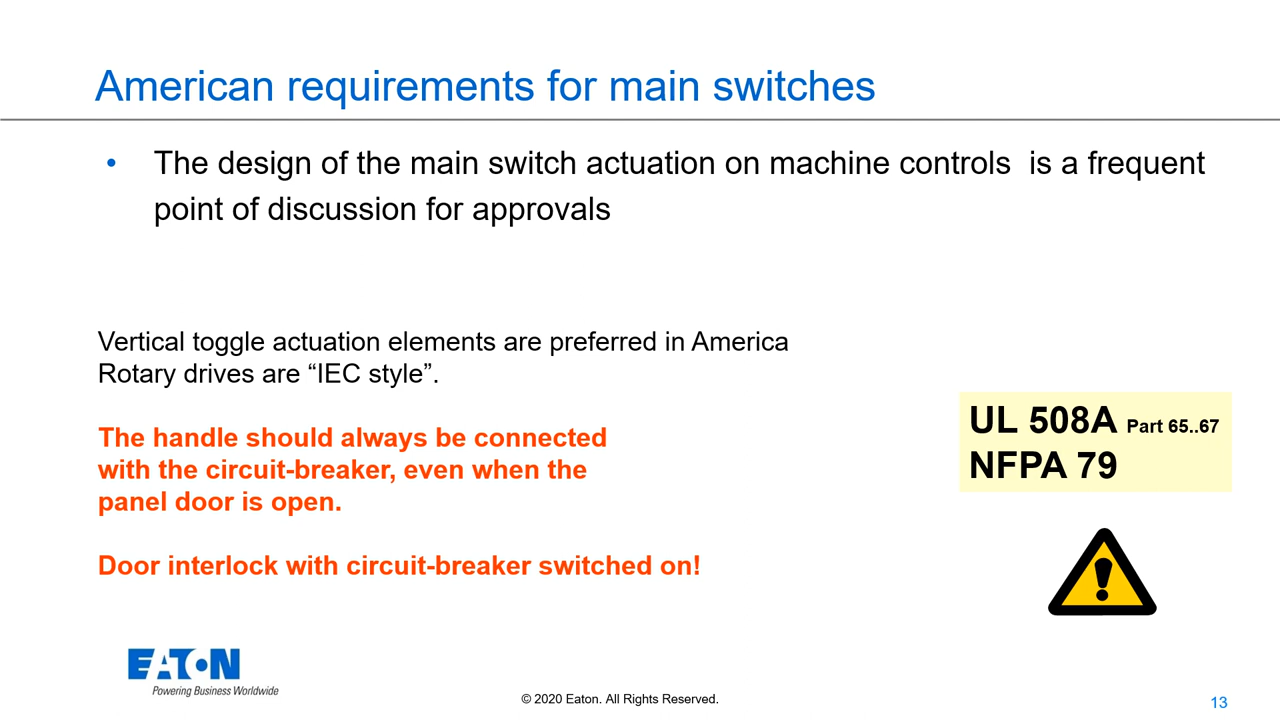 American requirements for main switches
• The design of the main switch actuation on machine controls is a frequent
point of discussion for approvals
Vertical toggle actuation elements are preferred in America
Rotary drives are “IEC style”.
The handle should always be connected
with the circuit-breaker, even when the
panel door is open.
Door interlock with circuit-breaker switched on!
UL 508A Part 65..67
NFPA 79
EATON
Powering Business Worldwide
© 2020 Eaton. All Rights Reserved.
13